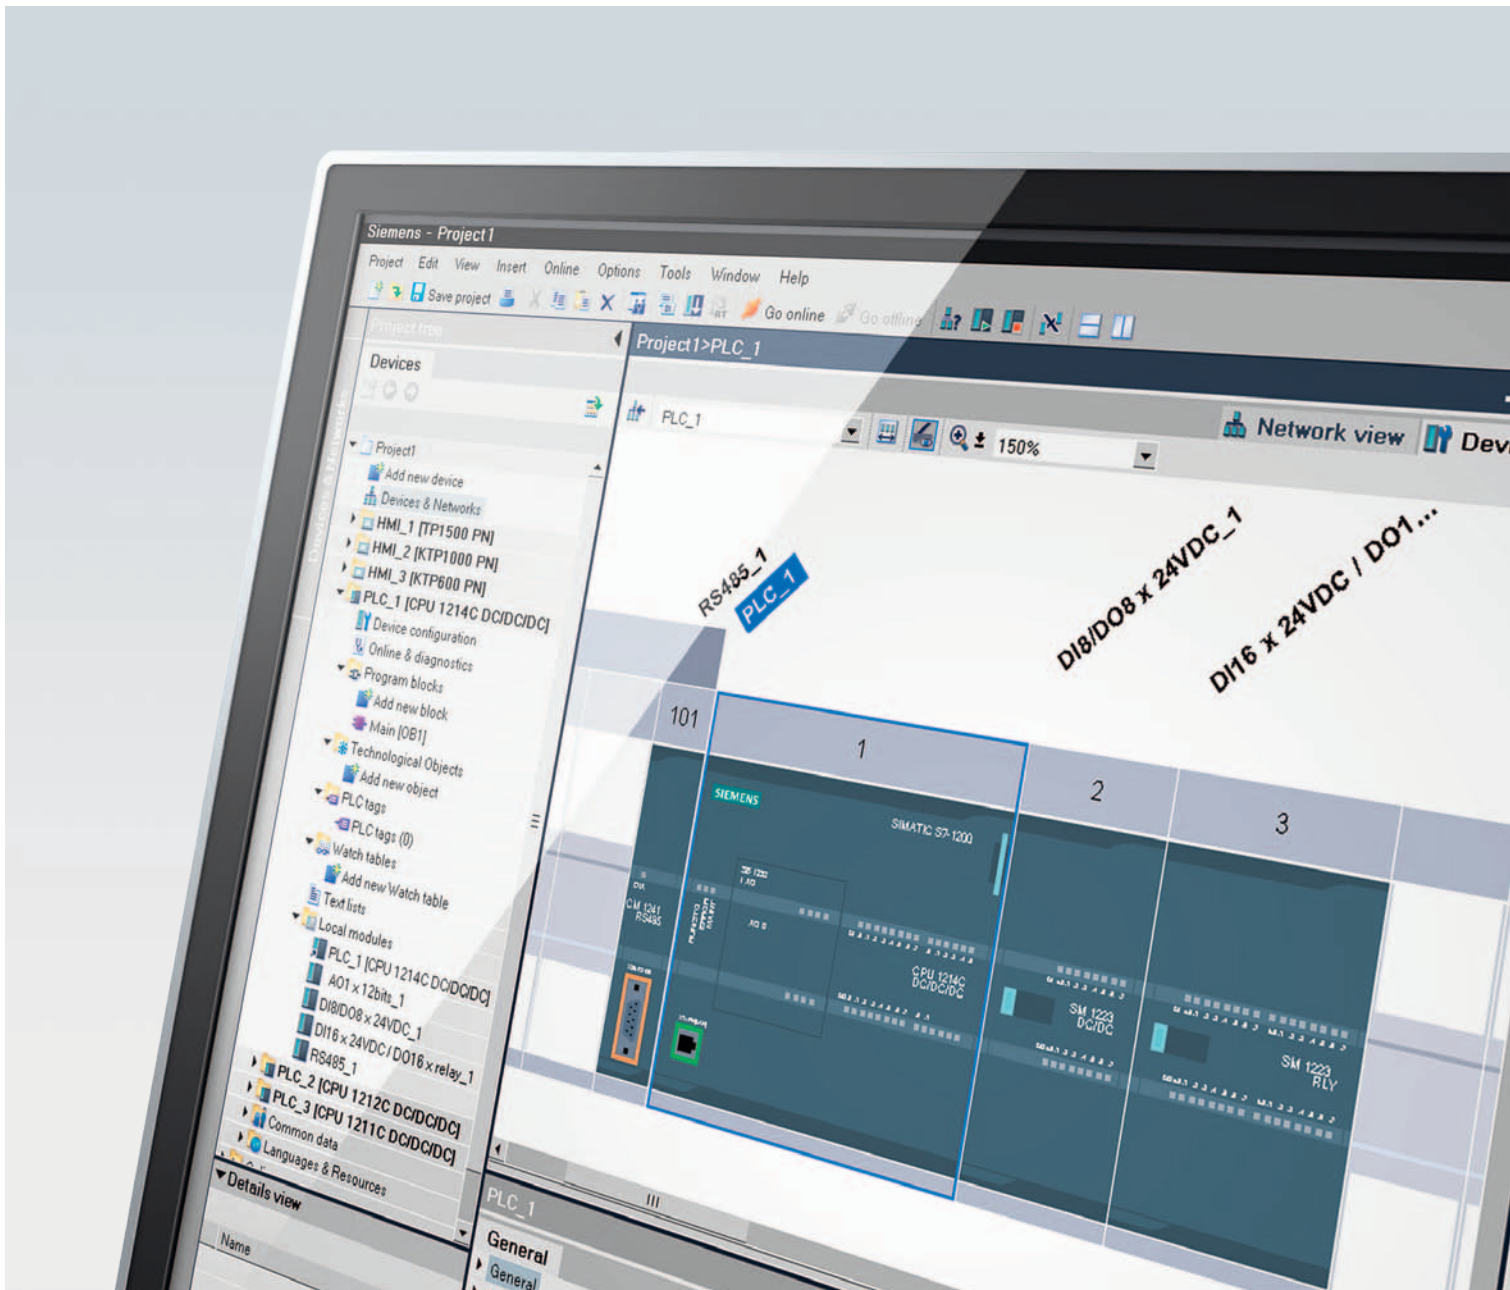 Siemens - Project1
Project Edit View Insert Online Options Tools Window Help
Save project Go online Go offline
Project tree
Project1>PLC_1
Devices
PLC_1 150% Network view
Devices & Networks
Project1
Add new device
Devices & Networks
HMI_1 [TP1500 PN]
HMI_2 [KTP1000 PN]
HMI_3 [KTP600 PN]
PLC_1 [CPU 1214C DC/DC/DC]
Device configuration
Online & diagnostics
Program blocks
Add new block
Main [OB1]
Technological Objects
Add new object
PLC tags
PLC tags (0)
Watch tables
Add new Watch table
Text lists
Local modules
PLC_1 [CPU 1214C DC/DC/DC]
AO1 x 12bits_1
DI8/DO8 x 24VDC_1
DI16 x 24VDC / DO16 x relay_1
RS485_1
PLC_2 [CPU 1212C DC/DC/DC]
PLC_3 [CPU 1211C DC/DC/DC]
Common data
Languages & Resources
Details view
Name
RS485_1
PLC_1
DI8/DO8 x 24VDC_1
DI16 x 24VDC / DO1...
101 1 2 3
SIEMENS
SIMATIC S7-1200
CM 1241
RS485
CPU 1214C
DC/DC/DC
SM 1223
DC/DC
SM 1223
RLY
PLC_1
General
General